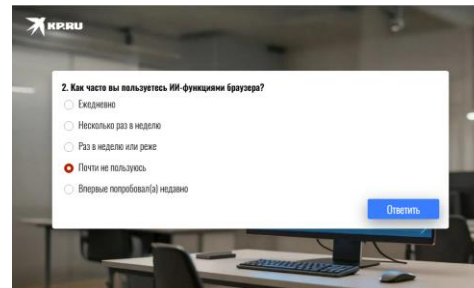 KP.RU
2. Как часто вы пользуетесь ИИ-функциями браузера?
Ежедневно
Несколько раз в неделю
Раз в неделю или реже
Почти не пользуюсь
Впервые попробовал(а) недавно
Ответить